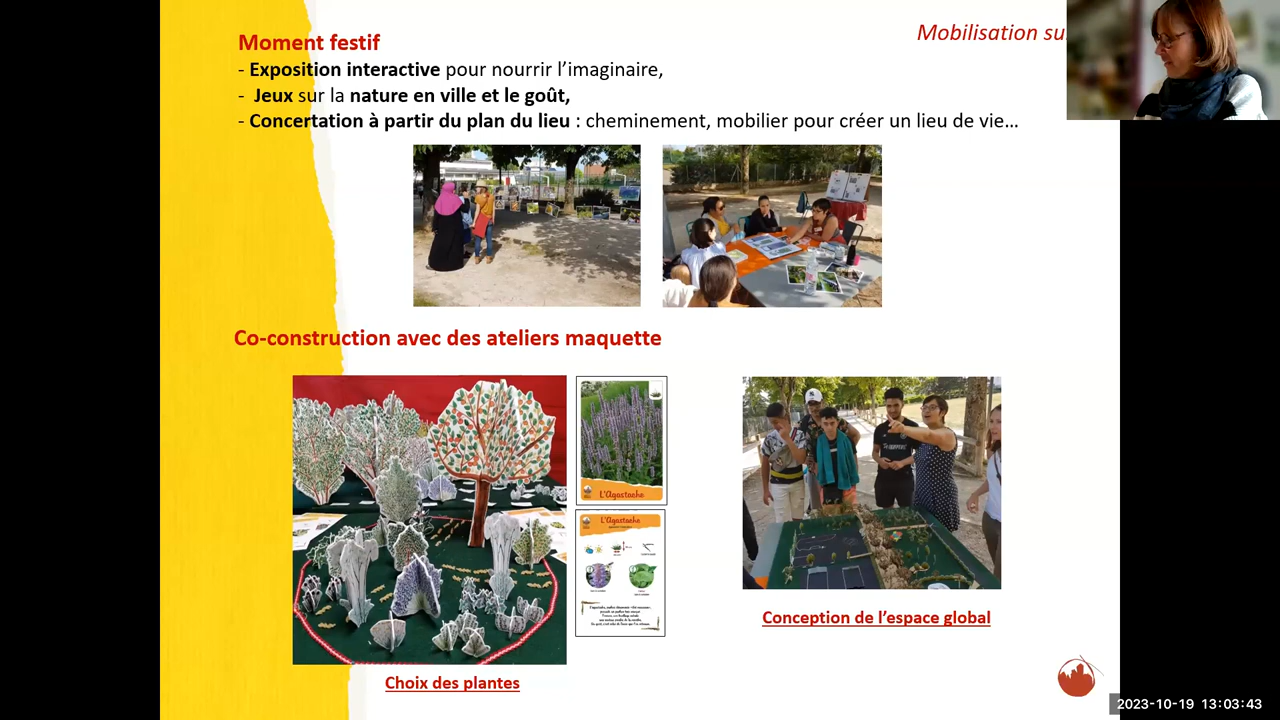 Mobilisation su
Moment festif
- Exposition interactive pour nourrir l’imaginaire,
- Jeux sur la nature en ville et le goût,
- Concertation à partir du plan du lieu : cheminement, mobilier pour créer un lieu de vie…
Co-construction avec des ateliers maquette
L'Agastache
L'Agastache
Conception de l’espace global
Choix des plantes
2023-10-19 13:03:43